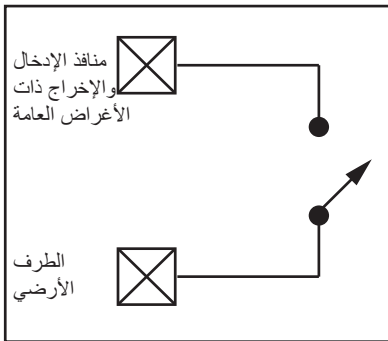 منافذ الإدخال
والإخراج ذات
الأغراض العامة
الطرف
الأرضي